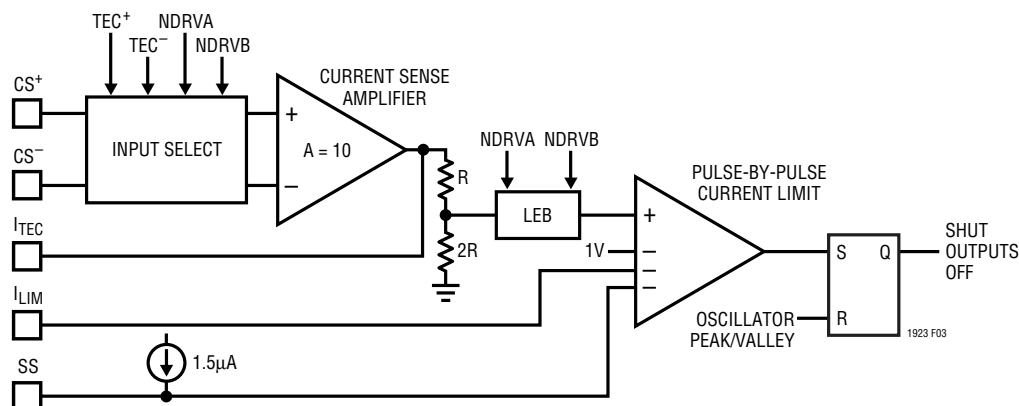 TEC+ NDRVA
TEC− NDRVB
CS+
CS−
INPUT SELECT
CURRENT SENSE
AMPLIFIER
+
A = 10
−
R
2R
ITEC
ILIM
SS
1.5µA
NDRVA NDRVB
LEB
PULSE-BY-PULSE
CURRENT LIMIT
+
1V
−
−
−
S Q
R
SHUT
OUTPUTS
OFF
OSCILLATOR
PEAK/VALLEY
1923 F03